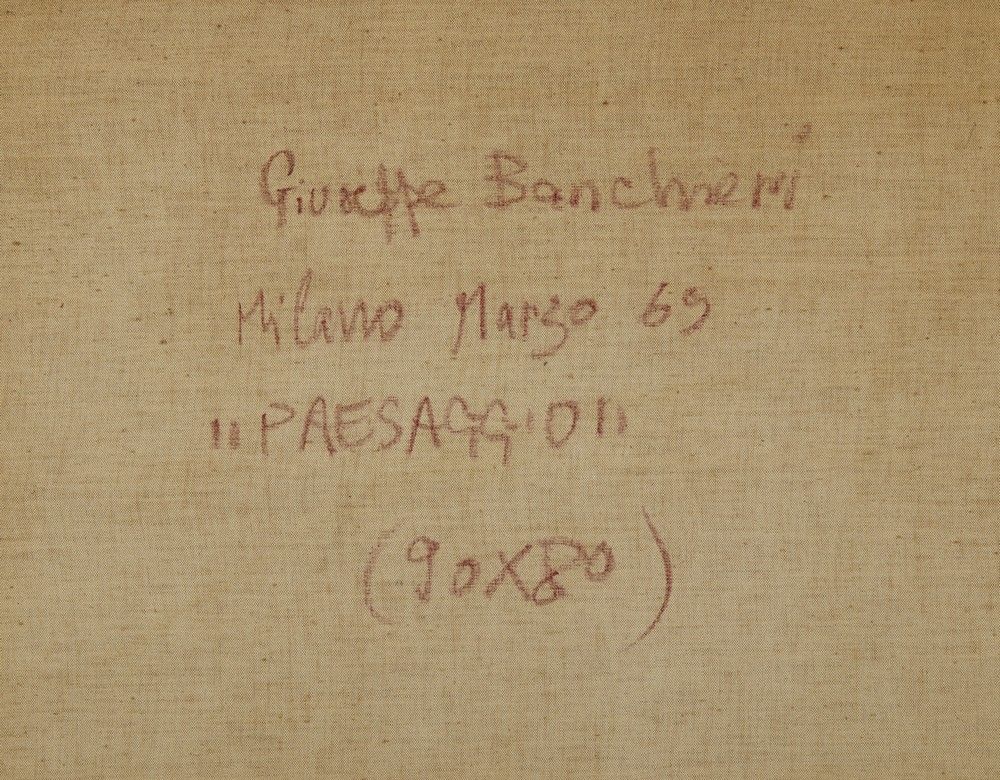 Giuseppe Banchieri
Milano Marzo 69
"PAESAGGIO"
(90X80)